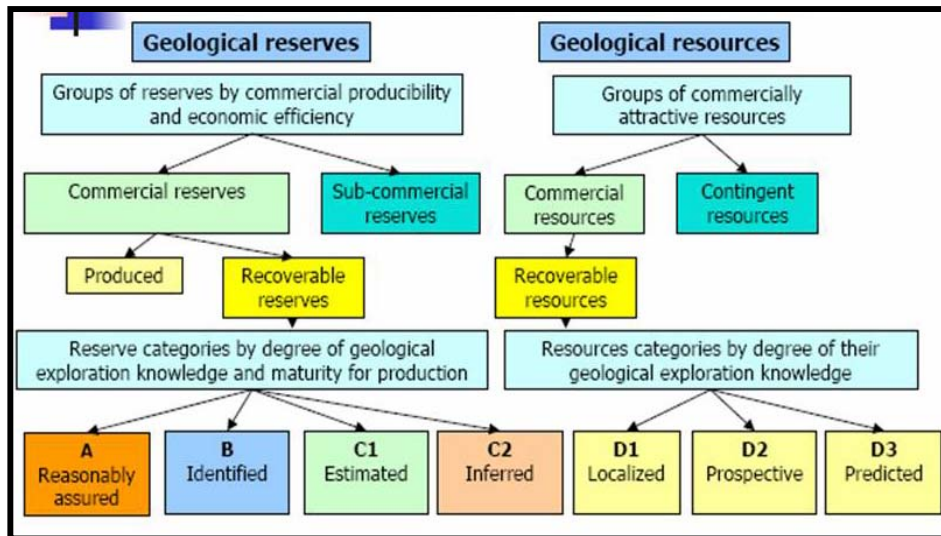 Geological reserves
Geological resources
Groups of reserves by commercial producibility
and economic efficiency
Groups of commercially
attractive resources
Commercial reserves
Sub-commercial
reserves
Commercial
resources
Contingent
resources
Produced
Recoverable
reserves
Recoverable
resources
Reserve categories by degree of geological
exploration knowledge and maturity for production
Resources categories by degree of their
geological exploration knowledge
A
Reasonably
assured
B
Identified
C1
Estimated
C2
Inferred
D1
Localized
D2
Prospective
D3
Predicted